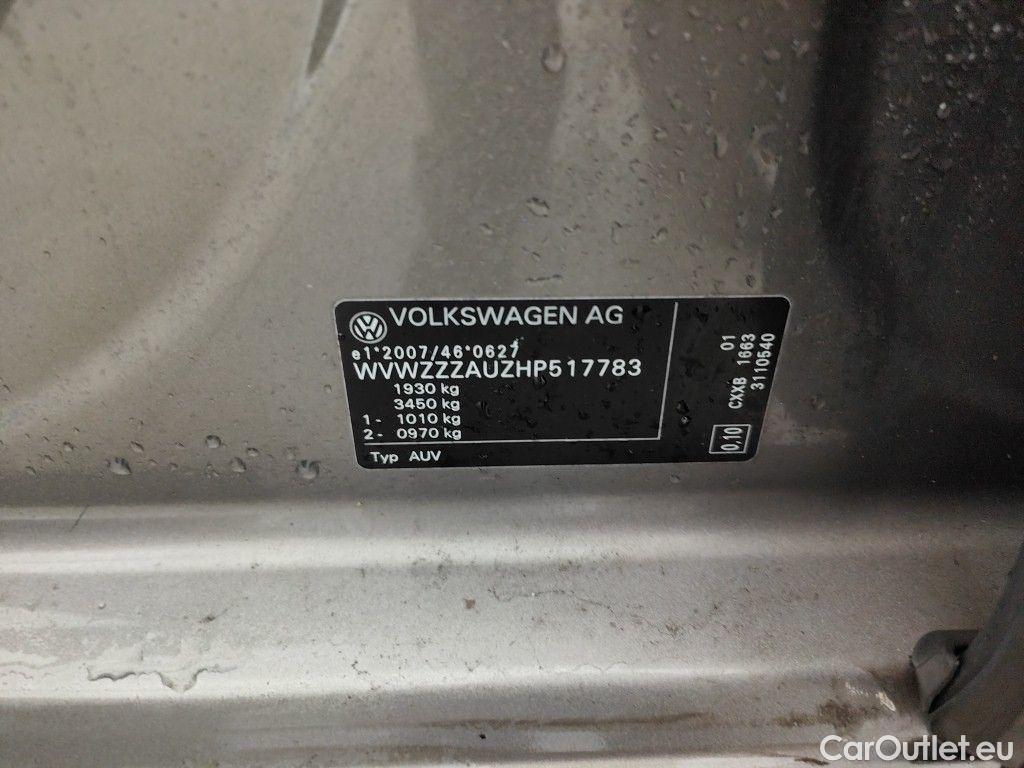 VOLKSWAGEN AG
e1*2007/46*0627
WVWZZZAUZHP517783
1930 kg
3450 kg
1- 1010 kg
2- 0970 kg
Typ AUV
01
CXXB 1663
3110540
0,10
CarOutlet.eu